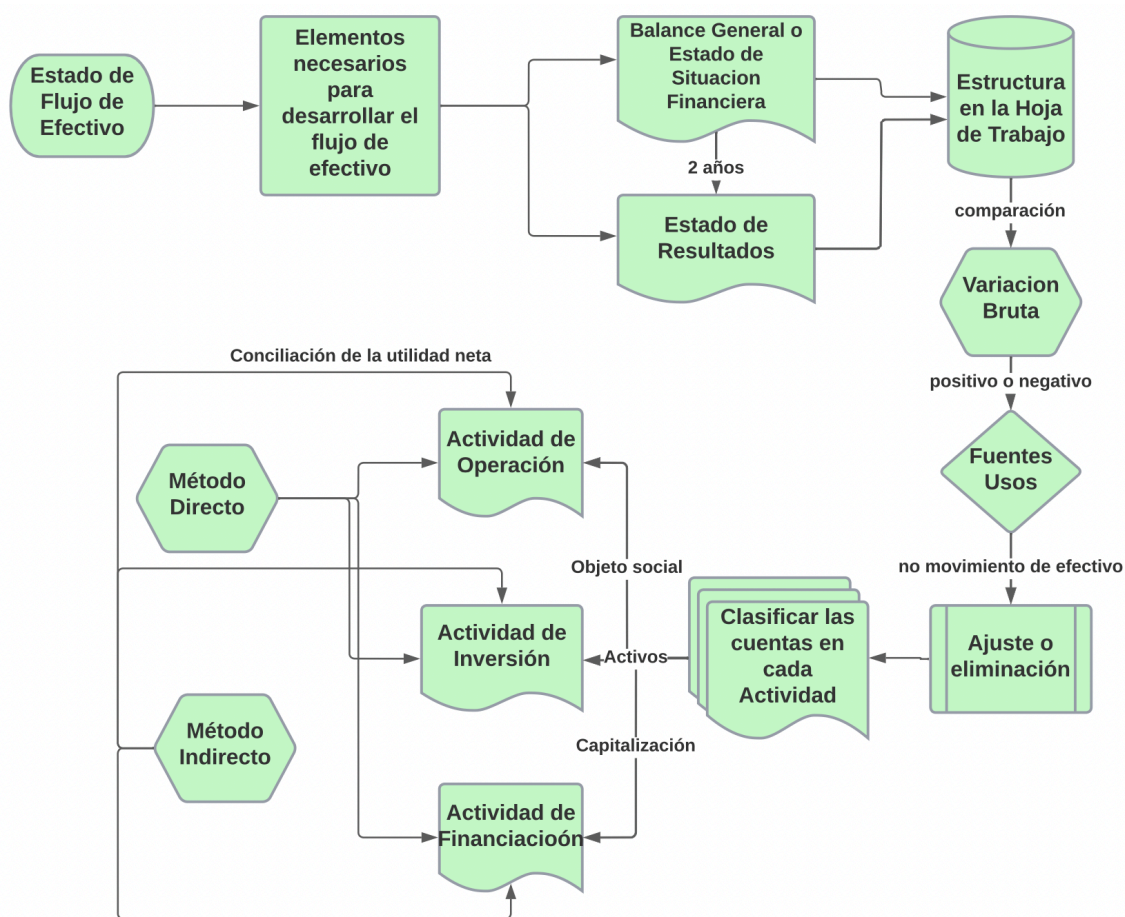 Estado de
Flujo de
Efectivo
Elementos
necesarios
para
desarrollar el
flujo de
efectivo
Balance General o
Estado de
Situacion
Financiera
2 años
Estado de
Resultados
Estructura
en la Hoja
de Trabajo
comparación
Variacion
Bruta
positivo o negativo
Fuentes
Usos
no movimiento de efectivo
Ajuste o
eliminación
Clasificar las
cuentas en
cada
Actividad
Objeto social
Activos
Capitalización
Conciliación de la utilidad neta
Actividad de
Operación
Método
Directo
Actividad de
Inversión
Método
Indirecto
Actividad de
Financiacioón